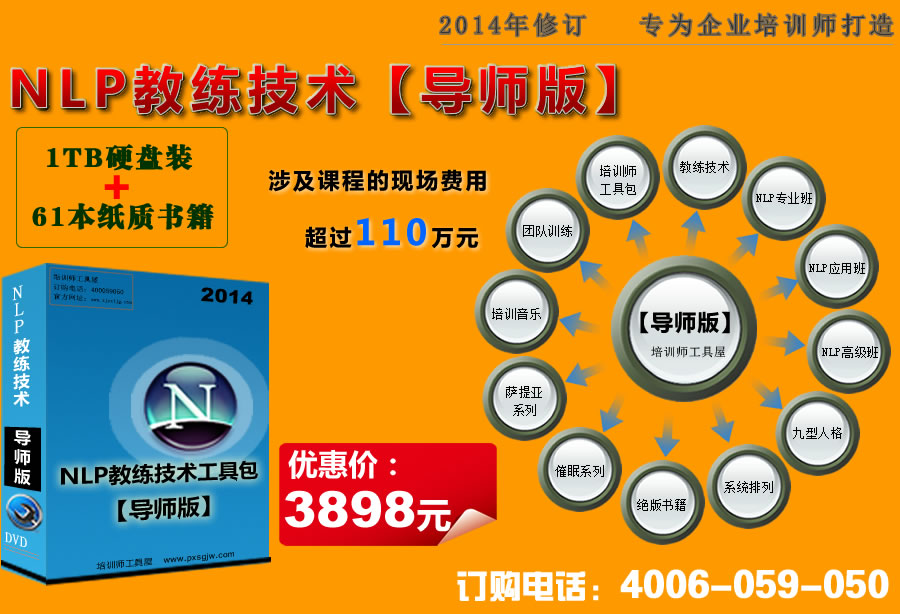 2014年修订 专为企业培训师打造
NLP教练技术【导师版】
1TB硬盘装
+
61本纸质书籍
涉及课程的现场费用
超过110万元
培训师工具包
教练技术
NLP专业班
NLP应用班
NLP高级班
九型人格
系统排列
绝版书籍
催眠系列
萨提亚系列
培训音乐
团队训练
【导师版】
培训师工具屋
NLP教练技术
导师版
DVD
培训师工具屋
2014
N
NLP教练技术工具包
【导师版】
培训师工具屋 www.pxsgjw.com
优惠价：
3898元
订购电话：4006-059-050